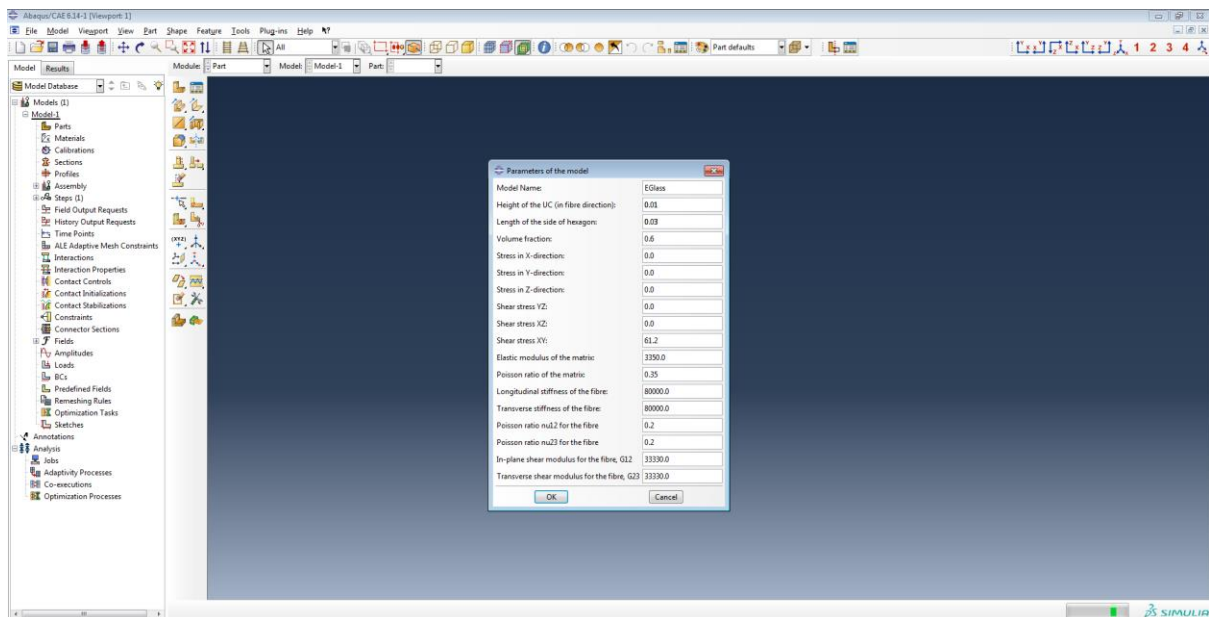 Abaqus/CAE 6.14-1 [Viewport: 1]
File Model Viewport View Part Shape Feature Tools Plug-ins Help
All Part defaults 1 2 3 4
Model Results Module: Part Model: Model-1 Part:
Model Database
Models (1)
Model-1
Parts
Materials
Calibrations
Sections
Profiles
Assembly
Steps (1)
Field Output Requests
History Output Requests
Time Points
ALE Adaptive Mesh Constraints
Interactions
Interaction Properties
Contact Controls
Contact Initializations
Contact Stabilizations
Constraints
Connector Sections
Fields
Amplitudes
Loads
BCs
Predefined Fields
Remeshing Rules
Optimization Tasks
Sketches
Annotations
Analysis
Jobs
Adaptivity Processes
Co-executions
Optimization Processes
Parameters of the model
Model Name: EGlass
Height of the UC (in fibre direction): 0.01
Length of the side of hexagon: 0.03
Volume fraction: 0.6
Stress in X-direction: 0.0
Stress in Y-direction: 0.0
Stress in Z-direction: 0.0
Shear stress YZ: 0.0
Shear stress XZ: 0.0
Shear stress XY: 61.2
Elastic modulus of the matrix: 3350.0
Poisson ratio of the matrix: 0.35
Longitudinal stiffness of the fibre: 80000.0
Transverse stiffness of the fibre: 80000.0
Poisson ratio nu12 for the fibre 0.2
Poisson ratio nu23 for the fibre 0.2
In-plane shear modulus for the fibre, G12 33330.0
Transverse shear modulus for the fibre, G23 33330.0
OK Cancel
SIMULIA